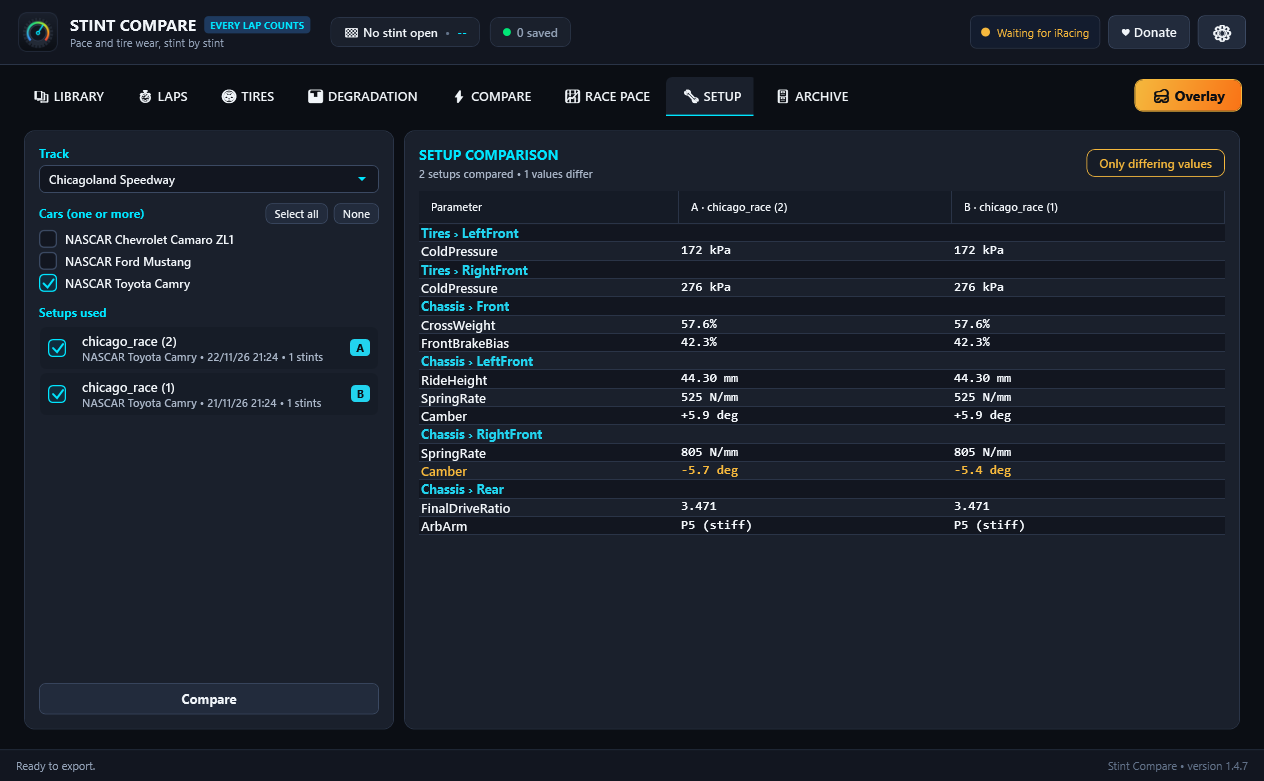 STINT COMPARE EVERY LAP COUNTS
Pace and tire wear, stint by stint
No stint open • --
0 saved
Waiting for iRacing
♥ Donate
LIBRARY
LAPS
TIRES
DEGRADATION
COMPARE
RACE PACE
SETUP
ARCHIVE
Overlay
Track
Chicagoland Speedway
Cars (one or more)
Select all
None
NASCAR Chevrolet Camaro ZL1
NASCAR Ford Mustang
NASCAR Toyota Camry
Setups used
chicago_race (2)
NASCAR Toyota Camry • 22/11/26 21:24 • 1 stints
A
chicago_race (1)
NASCAR Toyota Camry • 21/11/26 21:24 • 1 stints
B
Compare
SETUP COMPARISON
2 setups compared • 1 values differ
Only differing values
Parameter A · chicago_race (2) B · chicago_race (1)
Tires › LeftFront
ColdPressure 172 kPa 172 kPa
Tires › RightFront
ColdPressure 276 kPa 276 kPa
Chassis › Front
CrossWeight 57.6% 57.6%
FrontBrakeBias 42.3% 42.3%
Chassis › LeftFront
RideHeight 44.30 mm 44.30 mm
SpringRate 525 N/mm 525 N/mm
Camber +5.9 deg +5.9 deg
Chassis › RightFront
SpringRate 805 N/mm 805 N/mm
Camber -5.7 deg -5.4 deg
Chassis › Rear
FinalDriveRatio 3.471 3.471
ArbArm P5 (stiff) P5 (stiff)
Ready to export.
Stint Compare • version 1.4.7